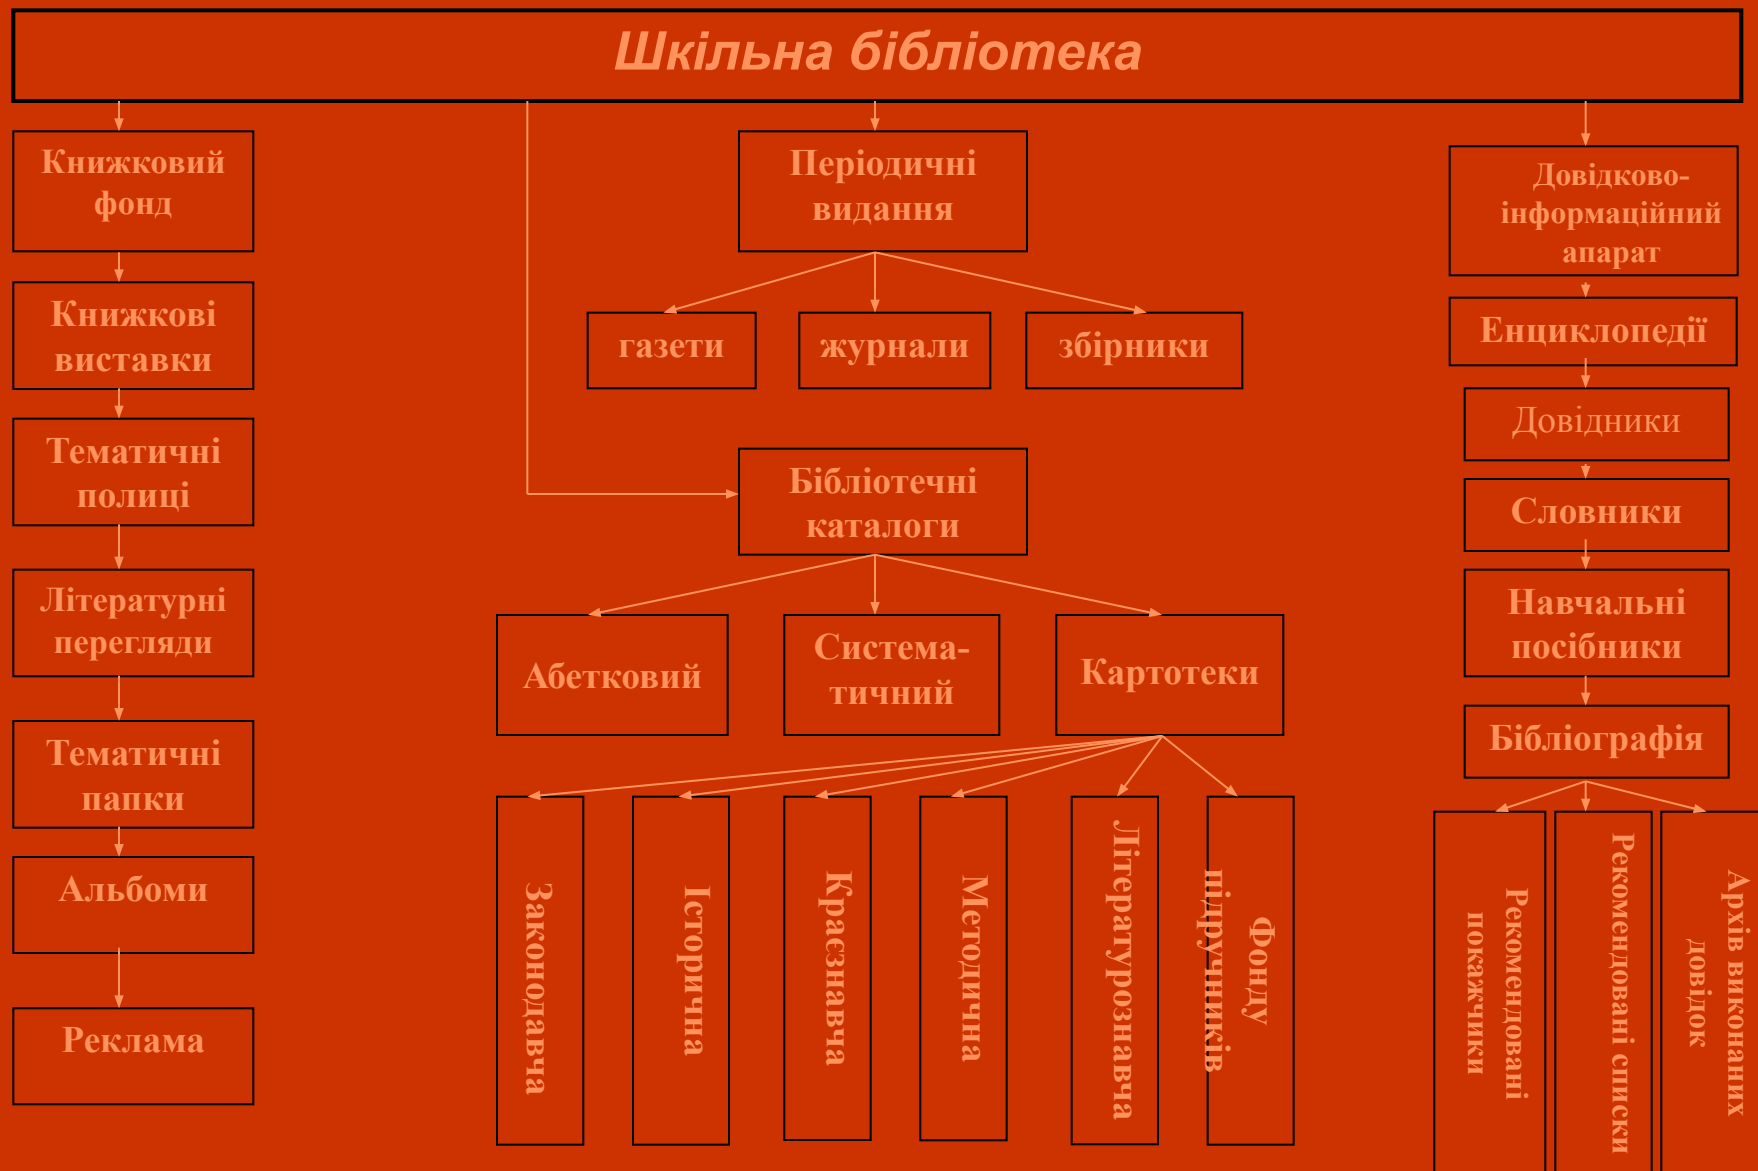 Шкільна бібліотека
Книжковий
фонд
Книжкові
виставки
Тематичні
полиці
Літературні
перегляди
Тематичні
папки
Альбоми
Реклама
Періодичні
видання
газети
журнали
збірники
Бібліотечні
каталоги
Абетковий
Система-
тичний
Картотеки
Законодавча
Історична
Краєзнавча
Методична
Літературознавча
Фонду
підручників
Довідково-
інформаційний
апарат
Енциклопедії
Довідники
Словники
Навчальні
посібники
Бібліографія
Рекомендовані
покажчики
Рекомендовані списки
Архів виконаних
довідок